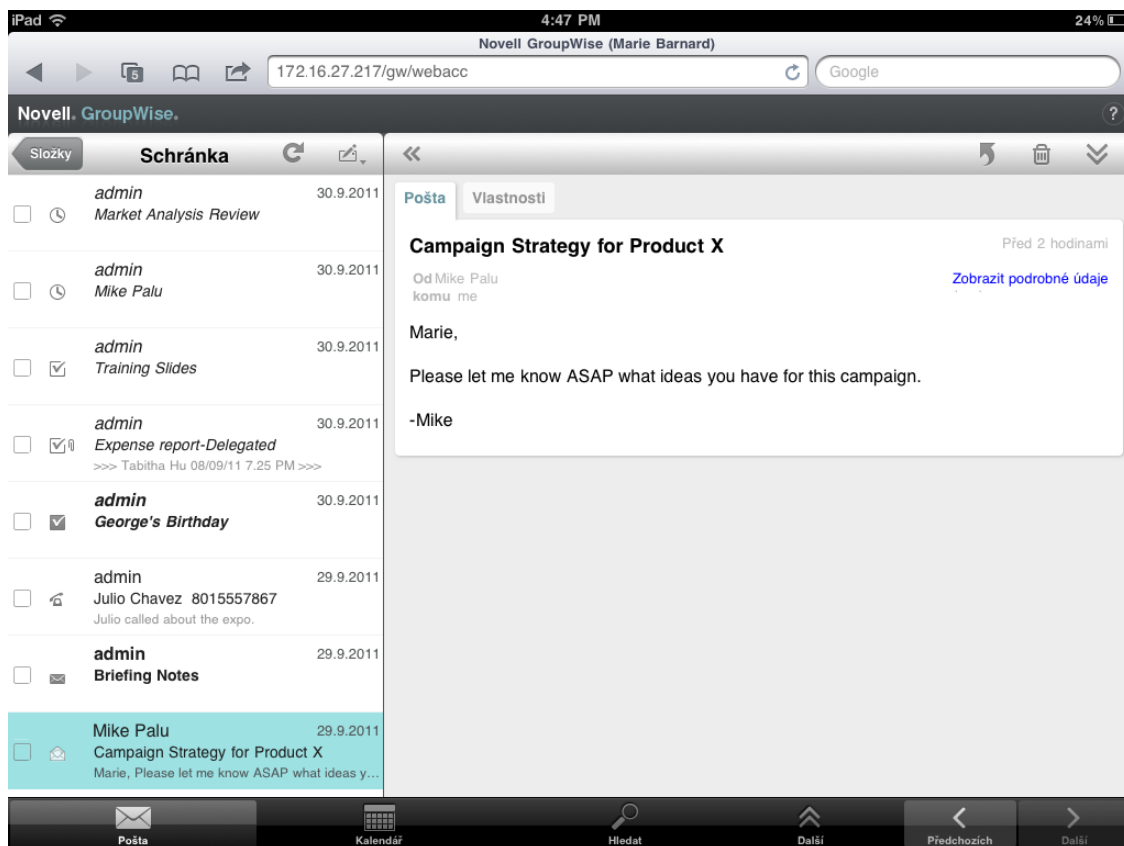 iPad
4:47 PM
24%
Novell GroupWise (Marie Barnard)
5
172.16.27.217/gw/webacc
Google
Novell. GroupWise.
?
Složky
Schránka
admin
30.9.2011
Market Analysis Review
admin
30.9.2011
Mike Palu
admin
30.9.2011
Training Slides
admin
30.9.2011
Expense report-Delegated
>>> Tabitha Hu 08/09/11 7.25 PM >>>
admin
30.9.2011
George's Birthday
admin
29.9.2011
Julio Chavez 8015557867
Julio called about the expo.
admin
29.9.2011
Briefing Notes
Mike Palu
29.9.2011
Campaign Strategy for Product X
Marie, Please let me know ASAP what ideas y...
Pošta
Vlastnosti
Campaign Strategy for Product X
Před 2 hodinami
Od Mike Palu
Zobrazit podrobné údaje
komu me
Marie,
Please let me know ASAP what ideas you have for this campaign.
-Mike
Pošta
Kalendář
Hledat
Další
Předchozích
Další